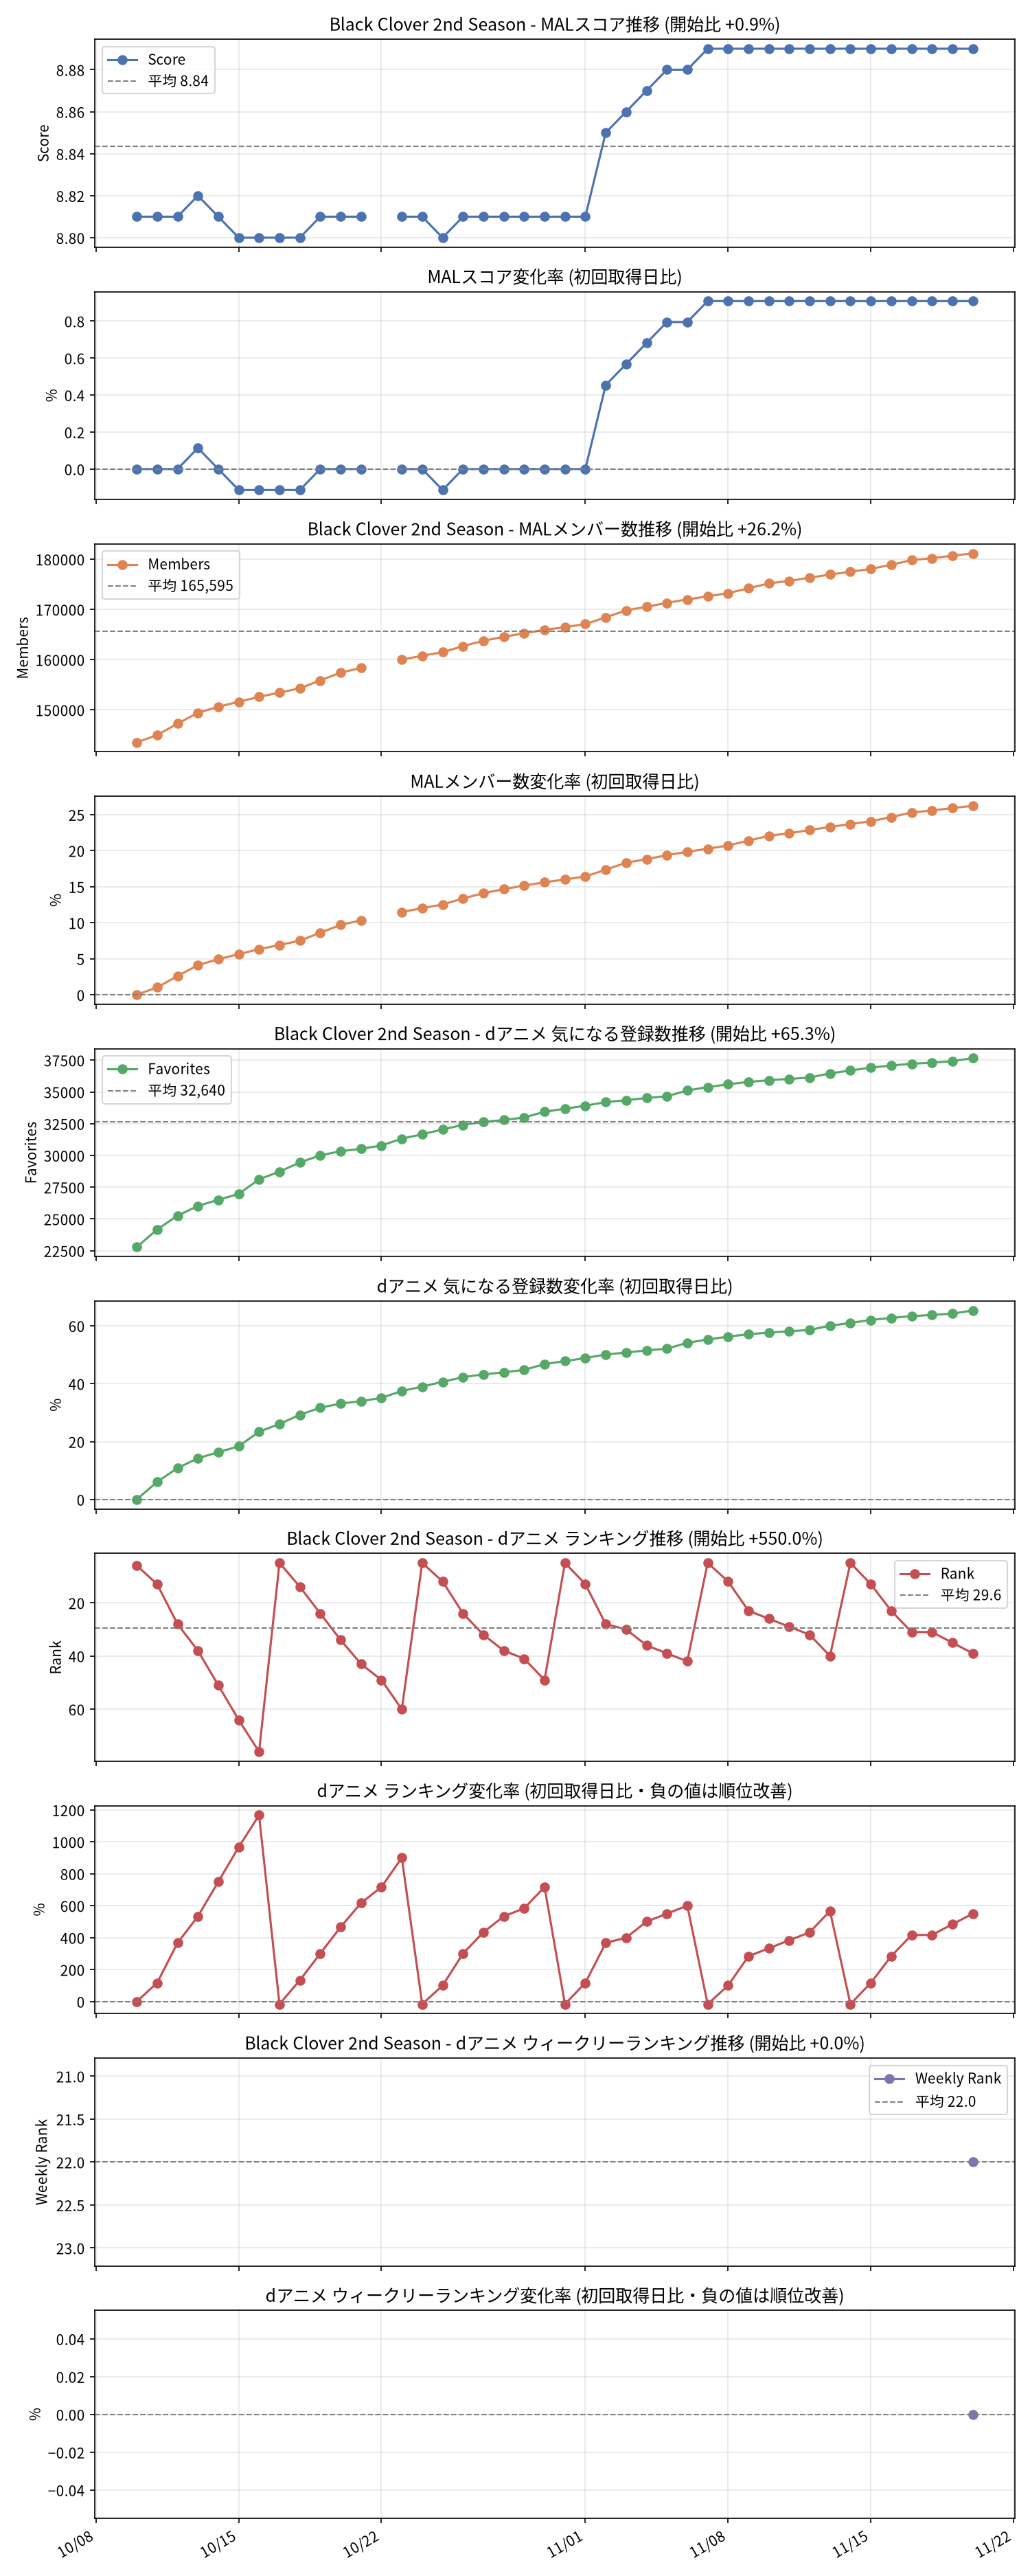 Black Clover 2nd Season - MALスコア推移 (開始比 +0.9%)
Score
平均 8.84
Score
8.88
8.86
8.84
8.82
8.80
MALスコア変化率 (初回取得日比)
%
0.8
0.6
0.4
0.2
0.0
Black Clover 2nd Season - MALメンバー数推移 (開始比 +26.2%)
Members
平均 165,595
Members
180000
170000
160000
150000
MALメンバー数変化率 (初回取得日比)
%
25
20
15
10
5
0
Black Clover 2nd Season - dアニメ 気になる登録数推移 (開始比 +65.3%)
Favorites
平均 32,640
Favorites
37500
35000
32500
30000
27500
25000
22500
dアニメ 気になる登録数変化率 (初回取得日比)
%
60
40
20
0
Black Clover 2nd Season - dアニメ ランキング推移 (開始比 +550.0%)
Rank
平均 29.6
Rank
20
40
60
dアニメ ランキング変化率 (初回取得日比・負の値は順位改善)
%
1200
1000
800
600
400
200
0
Black Clover 2nd Season - dアニメ ウィークリーランキング推移 (開始比 +0.0%)
Weekly Rank
平均 22.0
Weekly Rank
21.0
21.5
22.0
22.5
23.0
dアニメ ウィークリーランキング変化率 (初回取得日比・負の値は順位改善)
%
0.04
0.02
0.00
−0.02
−0.04
10/08
10/15
10/22
11/01
11/08
11/15
11/22